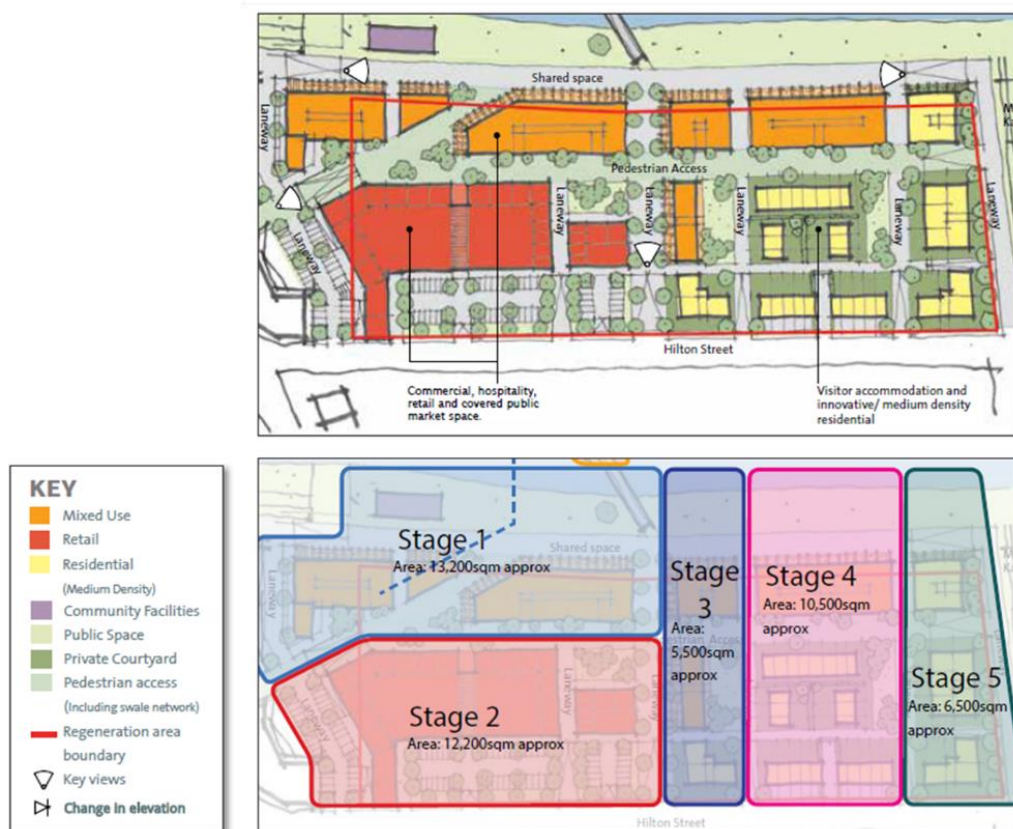 Shared space
Laneway
Pedestrian Access
Laneway
Laneway
Laneway
Laneway
Laneway
Laneway
Hilton Street
Commercial, hospitality,
retail and covered public
market space.
Visitor accommodation and
innovative/ medium density
residential
KEY
Mixed Use
Retail
Residential
(Medium Density)
Community Facilities
Public Space
Private Courtyard
Pedestrian access
(Including swale network)
Regeneration area
boundary
Key views
Change in elevation
Stage 1
Area: 13,200sqm approx
Shared space
Laneway
Stage 2
Area: 12,200sqm approx
Laneway
Laneway
Laneway
Stage
3
Area:
5,500sqm
approx
Stage 4
Area: 10,500sqm
approx
Stage 5
Area: 6,500sqm
approx
Hilton Street